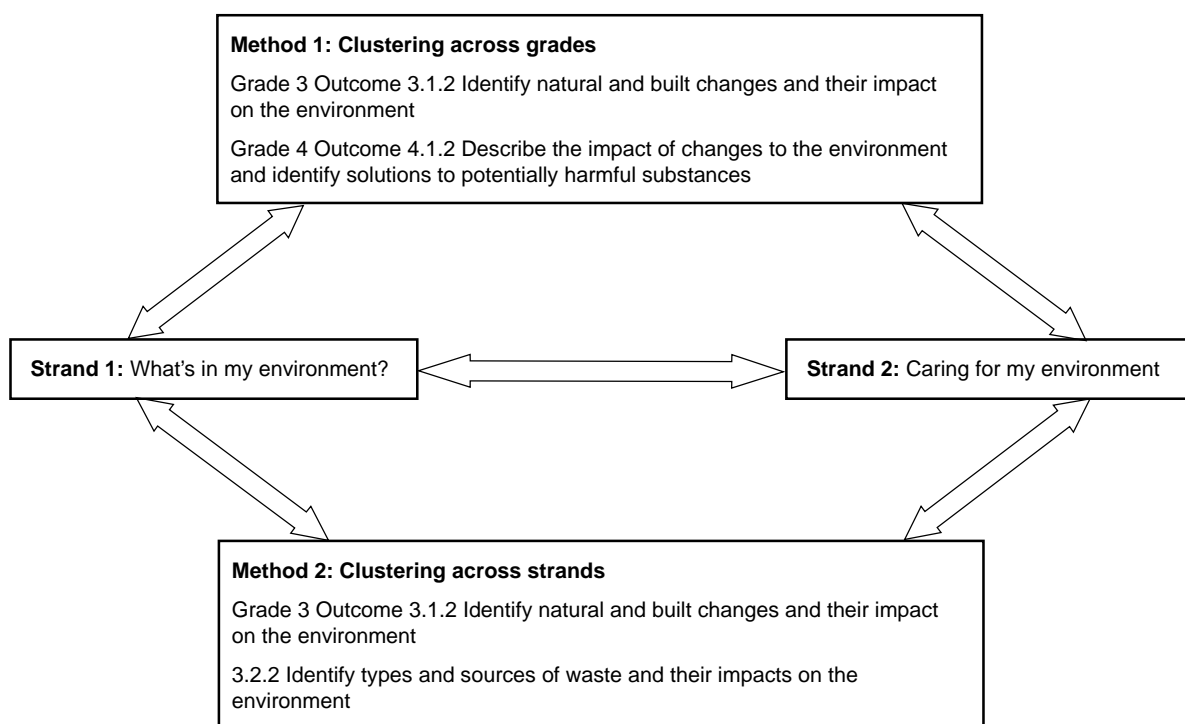 Method 1: Clustering across grades
Grade 3 Outcome 3.1.2 Identify natural and built changes and their impact
on the environment
Grade 4 Outcome 4.1.2 Describe the impact of changes to the environment
and identify solutions to potentially harmful substances
Strand 1: What’s in my environment?
Strand 2: Caring for my environment
Method 2: Clustering across strands
Grade 3 Outcome 3.1.2 Identify natural and built changes and their impact
on the environment
3.2.2 Identify types and sources of waste and their impacts on the
environment